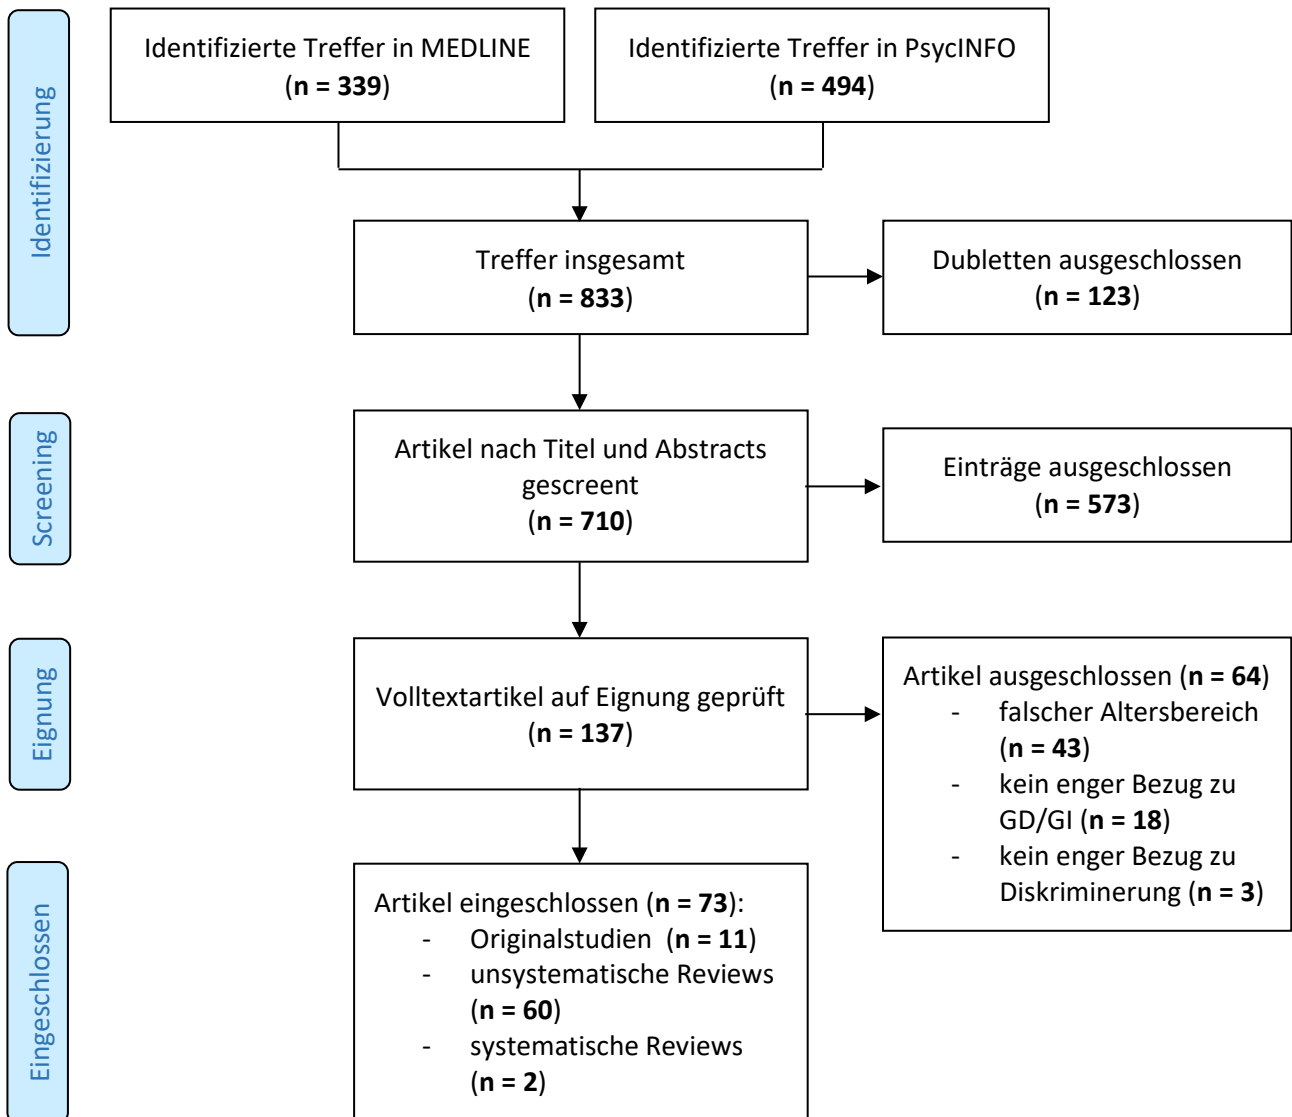 Identifizierung
Identifizierte Treffer in MEDLINE
(n = 339)
Identifizierte Treffer in PsycINFO
(n = 494)
Treffer insgesamt
(n = 833)
Dubletten ausgeschlossen
(n = 123)
Screening
Artikel nach Titel und Abstracts
gescreent
(n = 710)
Einträge ausgeschlossen
(n = 573)
Eignung
Volltextartikel auf Eignung geprüft
(n = 137)
Artikel ausgeschlossen (n = 64)
- falscher Altersbereich
(n = 43)
- kein enger Bezug zu
GD/GI (n = 18)
- kein enger Bezug zu
Diskriminerung (n = 3)
Eingeschlossen
Artikel eingeschlossen (n = 73):
- Originalstudien (n = 11)
- unsystematische Reviews
(n = 60)
- systematische Reviews
(n = 2)